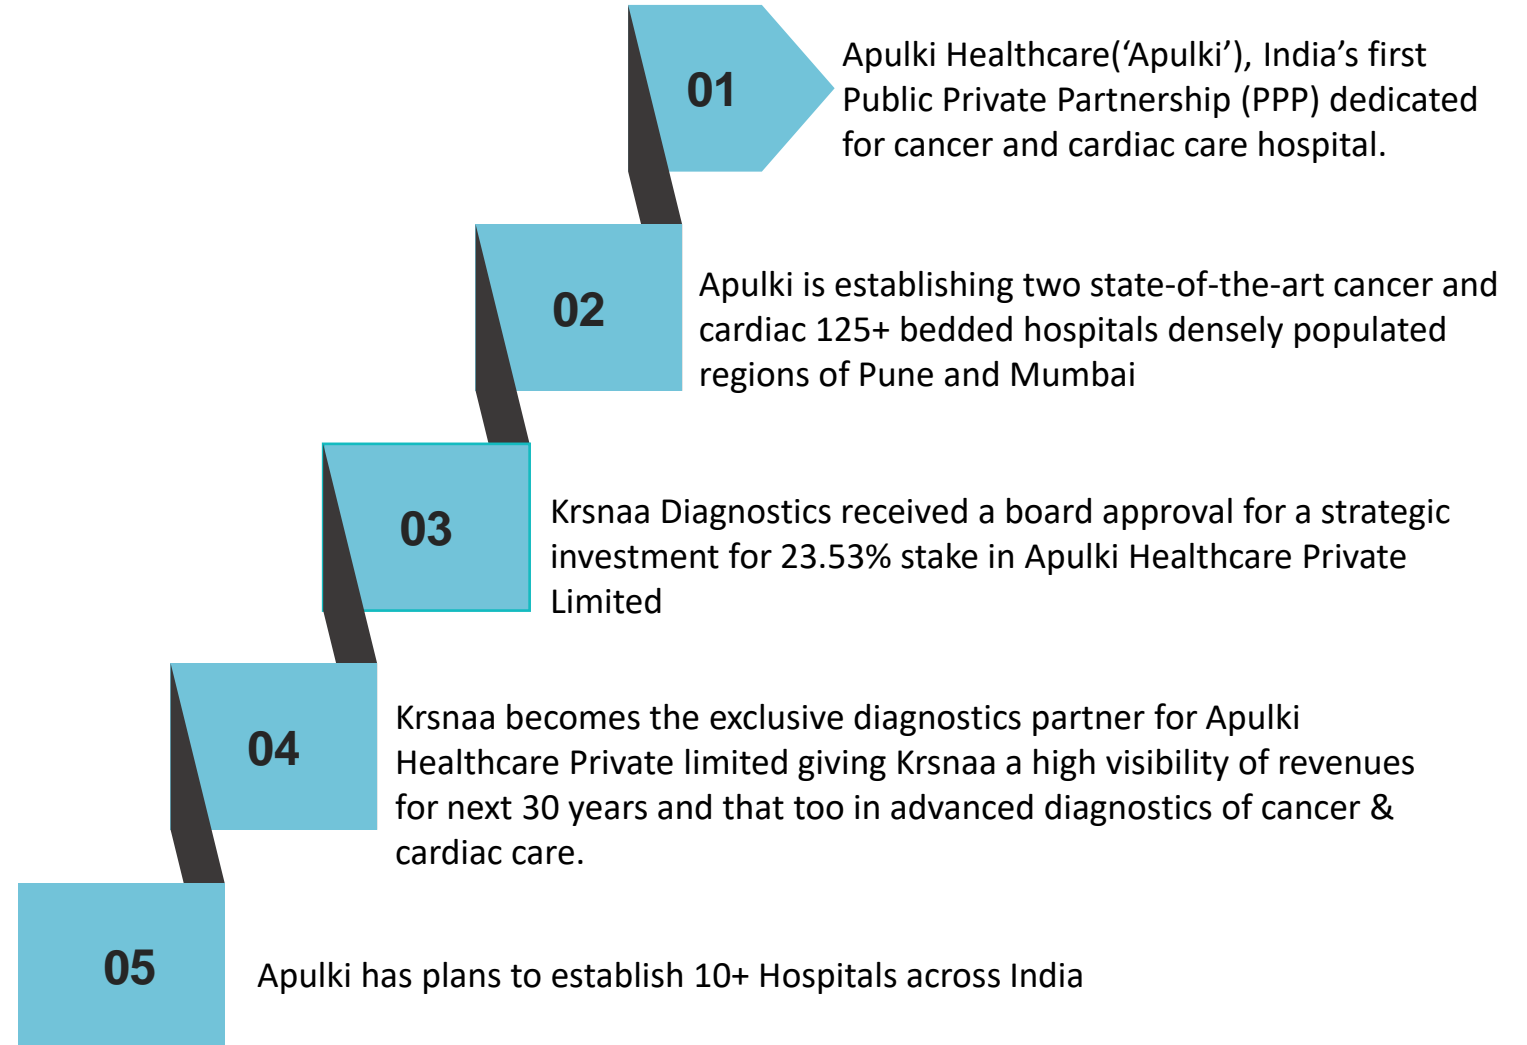 01
Apulki Healthcare(‘Apulki’), India’s first
Public Private Partnership (PPP) dedicated
for cancer and cardiac care hospital.
02
Apulki is establishing two state-of-the-art cancer and
cardiac 125+ bedded hospitals densely populated
regions of Pune and Mumbai
03
Krsnaa Diagnostics received a board approval for a strategic
investment for 23.53% stake in Apulki Healthcare Private
Limited
04
Krsnaa becomes the exclusive diagnostics partner for Apulki
Healthcare Private limited giving Krsnaa a high visibility of revenues
for next 30 years and that too in advanced diagnostics of cancer &
cardiac care.
05
Apulki has plans to establish 10+ Hospitals across India